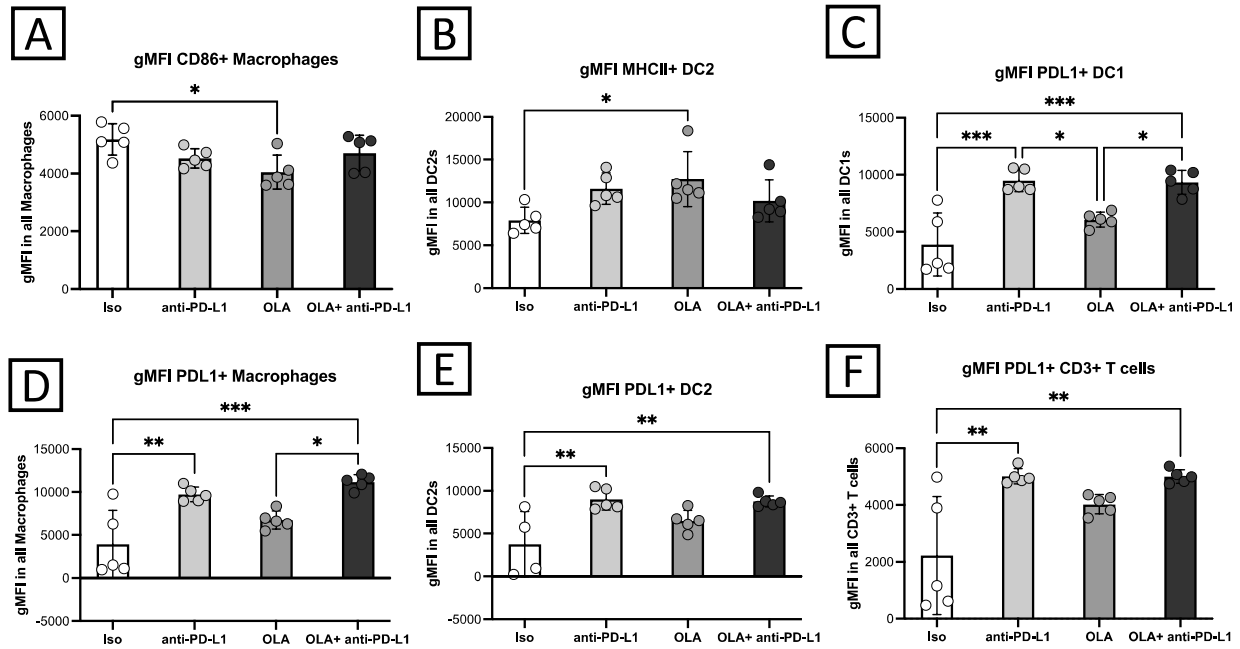 A
gMFI CD86+ Macrophages
*
gMFI in all Macrophages
6000
4000
2000
0
Iso
anti-PD-L1
OLA
OLA+ anti-PD-L1
B
gMFI MHCII+ DC2
*
gMFI in all DC2s
20000
15000
10000
5000
0
Iso
anti-PD-L1
OLA
OLA+ anti-PD-L1
C
gMFI PDL1+ DC1
***
***
*
*
gMFI in all DC1s
15000
10000
5000
0
Iso
anti-PD-L1
OLA
OLA+ anti-PD-L1
D
gMFI PDL1+ Macrophages
***
**
*
gMFI in all Macrophages
15000
10000
5000
0
-5000
Iso
anti-PD-L1
OLA
OLA+ anti-PD-L1
E
gMFI PDL1+ DC2
**
**
gMFI in all DC2s
15000
10000
5000
0
-5000
Iso
anti-PD-L1
OLA
OLA+ anti-PD-L1
F
gMFI PDL1+ CD3+ T cells
**
**
gMFI in all CD3+ T cells
6000
4000
2000
0
Iso
anti-PD-L1
OLA
OLA+ anti-PD-L1